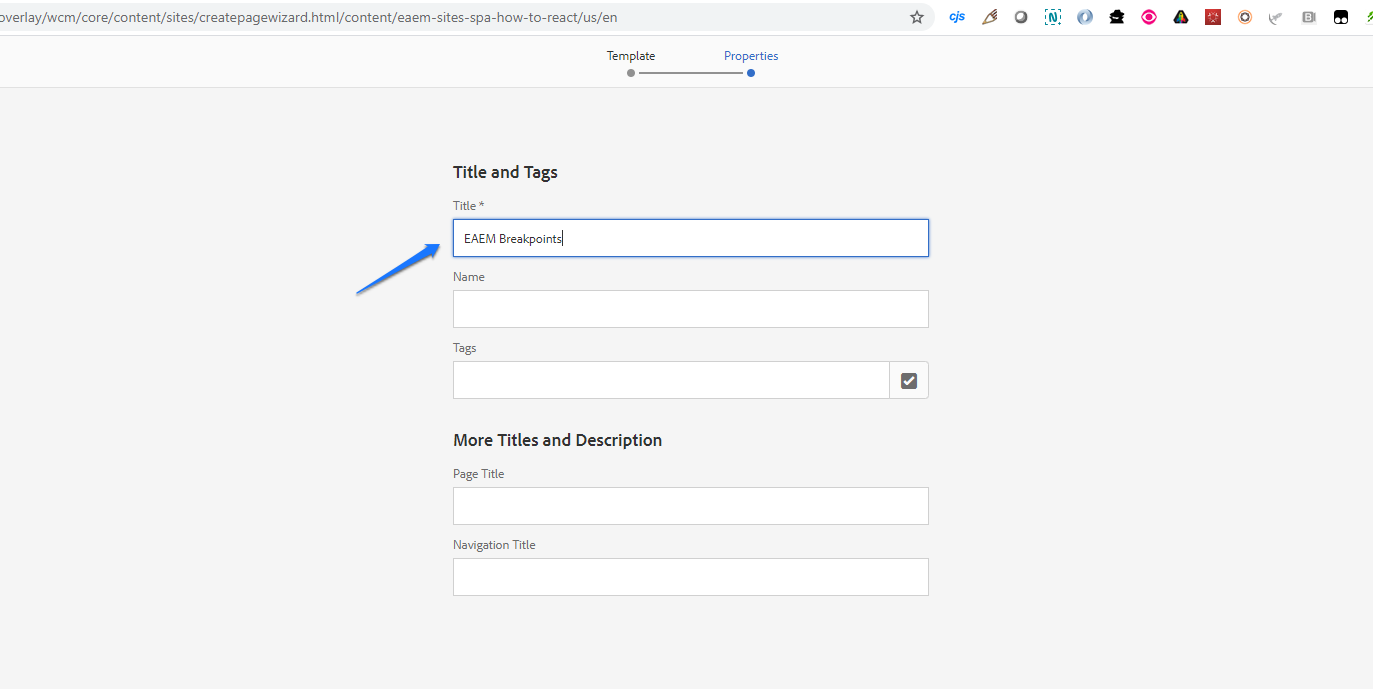 overlay/wcm/core/content/sites/createpagewizard.html/content/eaem-sites-spa-how-to-react/us/en
cjs
N
B
Template Properties
Title and Tags
Title *
EAEM Breakpoints
Name
Tags
More Titles and Description
Page Title
Navigation Title